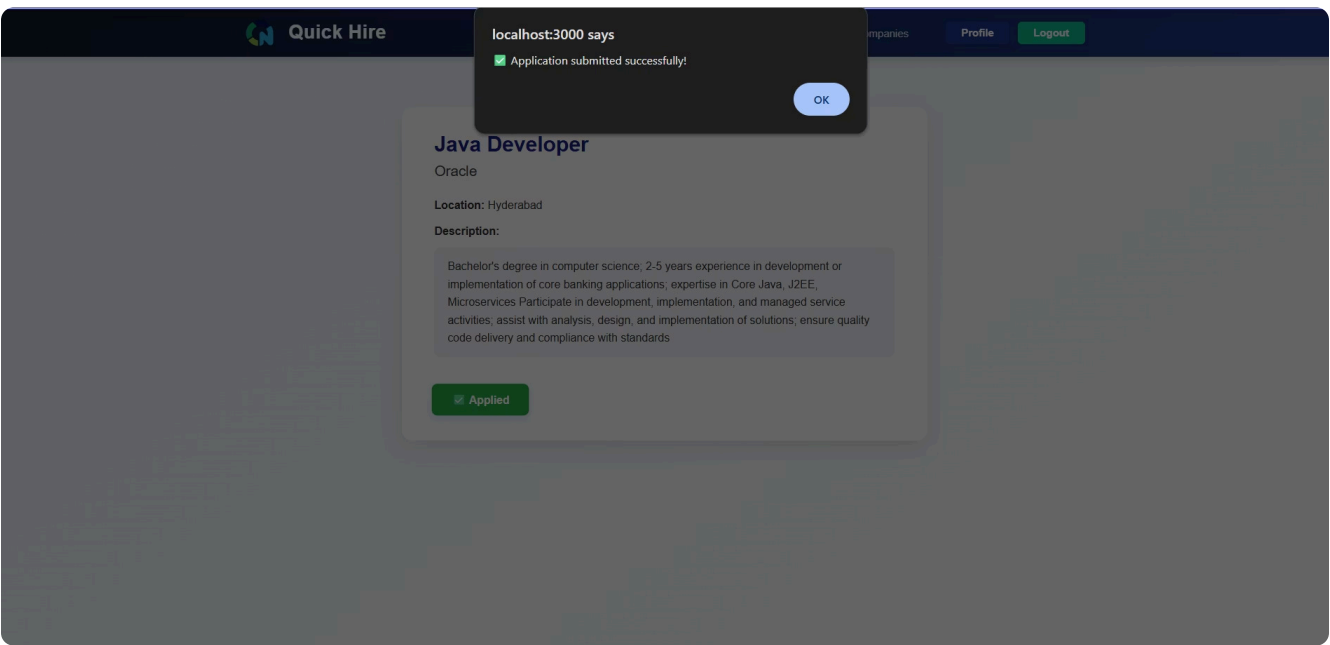 Quick Hire
mpanies
Profile
Logout
localhost:3000 says
✅ Application submitted successfully!
OK
Java Developer
Oracle
Location: Hyderabad
Description:
Bachelor's degree in computer science; 2-5 years experience in development or
implementation of core banking applications; expertise in Core Java, J2EE,
Microservices Participate in development, implementation, and managed service
activities; assist with analysis, design, and implementation of solutions; ensure quality
code delivery and compliance with standards
✅ Applied